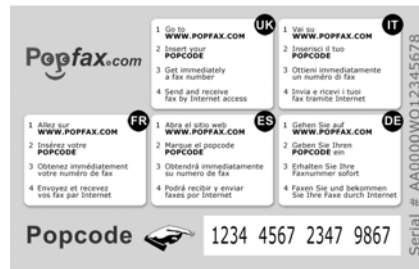 Popfax.com
UK
1 Go to
WWW.POPFAX.COM
2 Insert your
POPCODE
3 Get immediately
a fax number
4 Send and receive
fax by Internet access
IT
1 Vai su
WWW.POPFAX.COM
2 Inserisci il tuo
POPCODE
3 Ottieni immediatamente
un numéro di fax
4 Invia e ricevi i tuoi
fax tramite Internet
FR
1 Allez sur
WWW.POPFAX.COM
2 Insérez votre
POPCODE
3 Obtenez immédiatement
votre numéro de fax
4 Envoyez et recevez
vos fax par Internet
ES
1 Abra el sitio web
WWW.POPFAX.COM
2 Marque el popcode
POPCODE
3 Obtendrá immediatamente
su numero de fax
4 Podrá recibir y enviar
faxes por Internet
DE
1 Gehen Sie auf
WWW.POPFAX.COM
2 Geben Sie Ihren
POPCODE ein
3 Erhalten Sie Ihre
Faxnummer sofort
4 Faxen Sie und bekommen
Sie Ihre Faxe durch Internet
Popcode 1234 4567 2347 9867
Serial # AA0000WO12345678